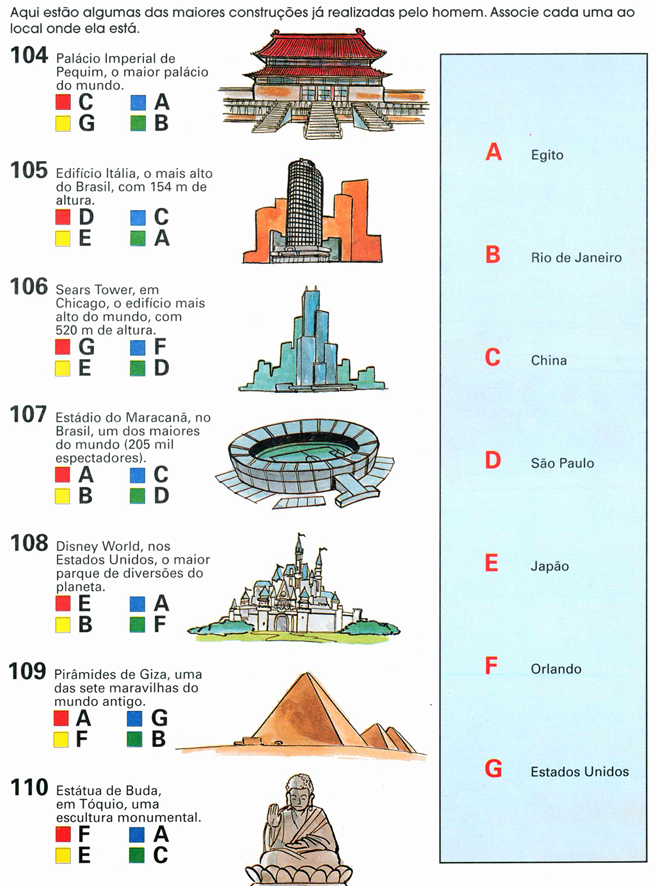 Aqui estão algumas das maiores construções já realizadas pelo homem. Associe cada uma ao
local onde ela está.
104
Palácio Imperial de
Pequim, o maior palácio
do mundo.
C A
G B
105
Edifício Itália, o mais alto
do Brasil, com 154 m de
altura.
D C
E A
106
Sears Tower, em
Chicago, o edifício mais
alto do mundo, com
520 m de altura.
G F
E D
107
Estádio do Maracanã, no
Brasil, um dos maiores
do mundo (205 mil
espectadores).
A C
B D
108
Disney World, nos
Estados Unidos, o maior
parque de diversões do
planeta.
E A
B F
109
Pirâmides de Giza, uma
das sete maravilhas do
mundo antigo.
A G
F B
110
Estátua de Buda,
em Tóquio, uma
escultura monumental.
F A
E C
A Egito
B Rio de Janeiro
C China
D São Paulo
E Japão
F Orlando
G Estados Unidos